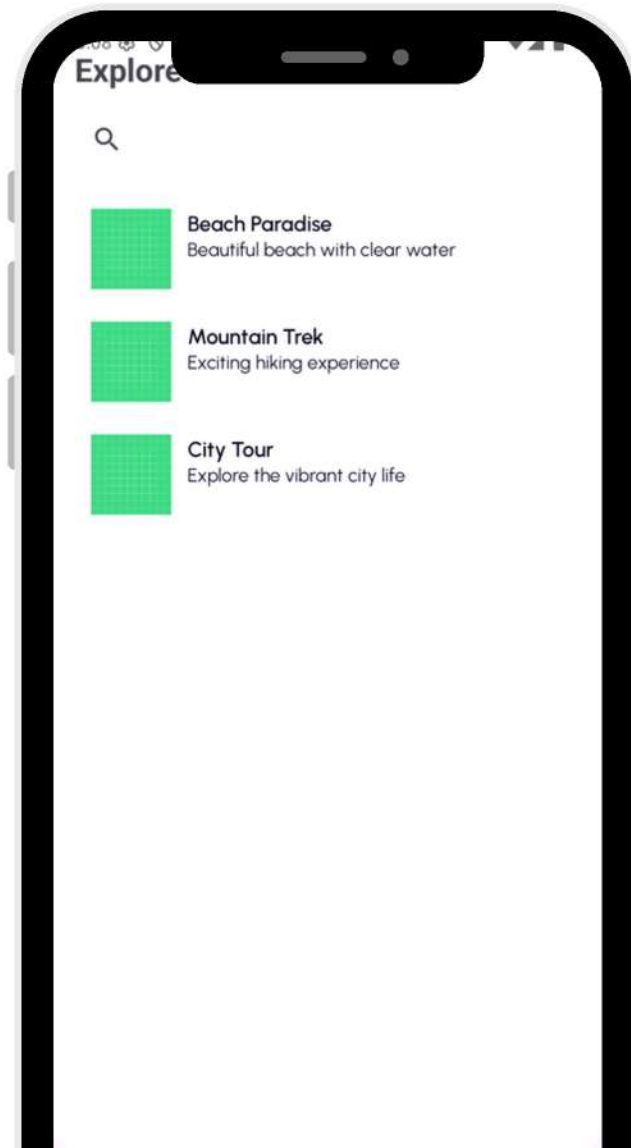 Explore
Beach Paradise
Beautiful beach with clear water
Mountain Trek
Exciting hiking experience
City Tour
Explore the vibrant city life